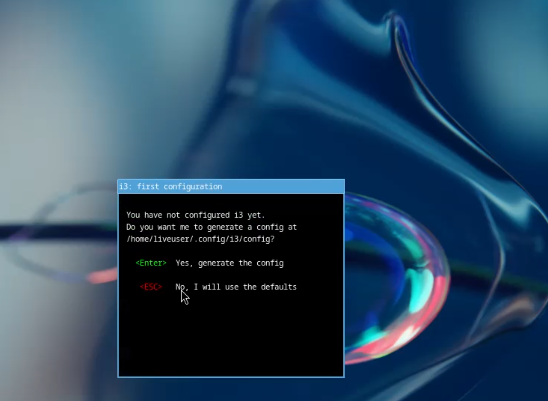 i3: first configuration
You have not configured i3 yet.
Do you want me to generate a config at
/home/liveuser/.config/i3/config?
<Enter> Yes, generate the config
<ESC> No, I will use the defaults